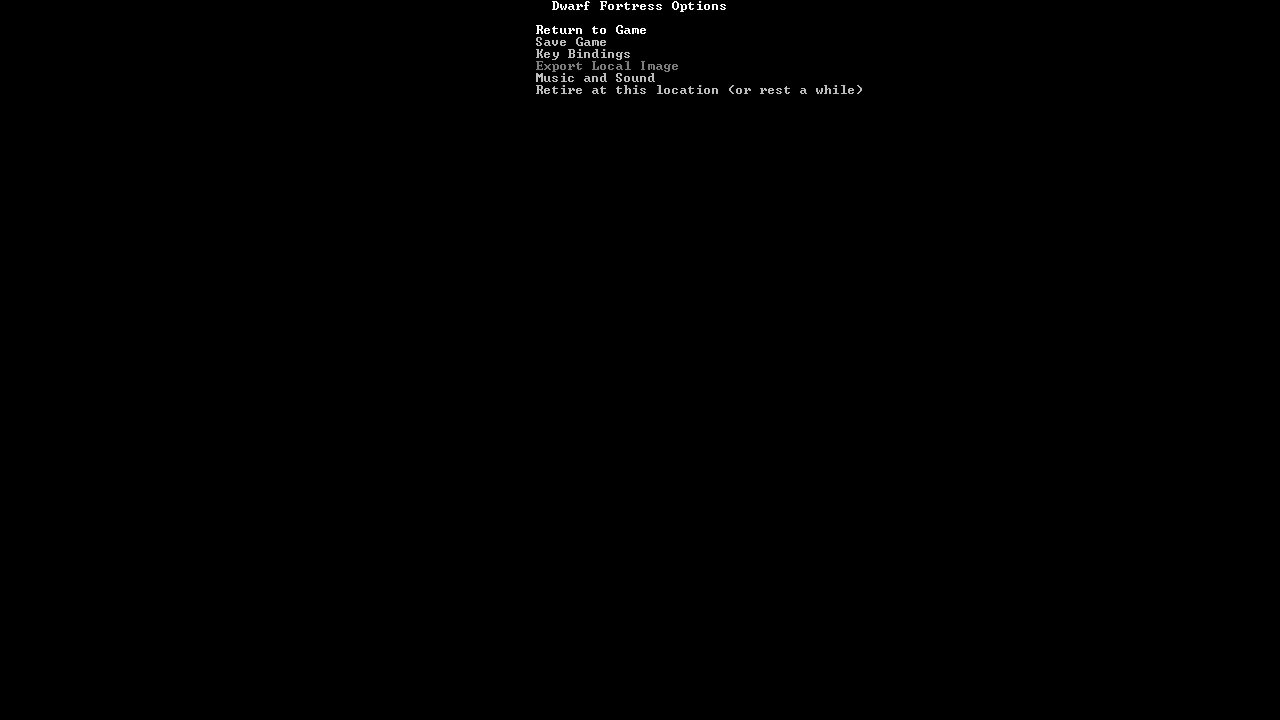 Dwarf Fortress Options
Return to Game
Save Game
Key Bindings
Export Local Image
Music and Sound
Retire at this location (or rest a while)